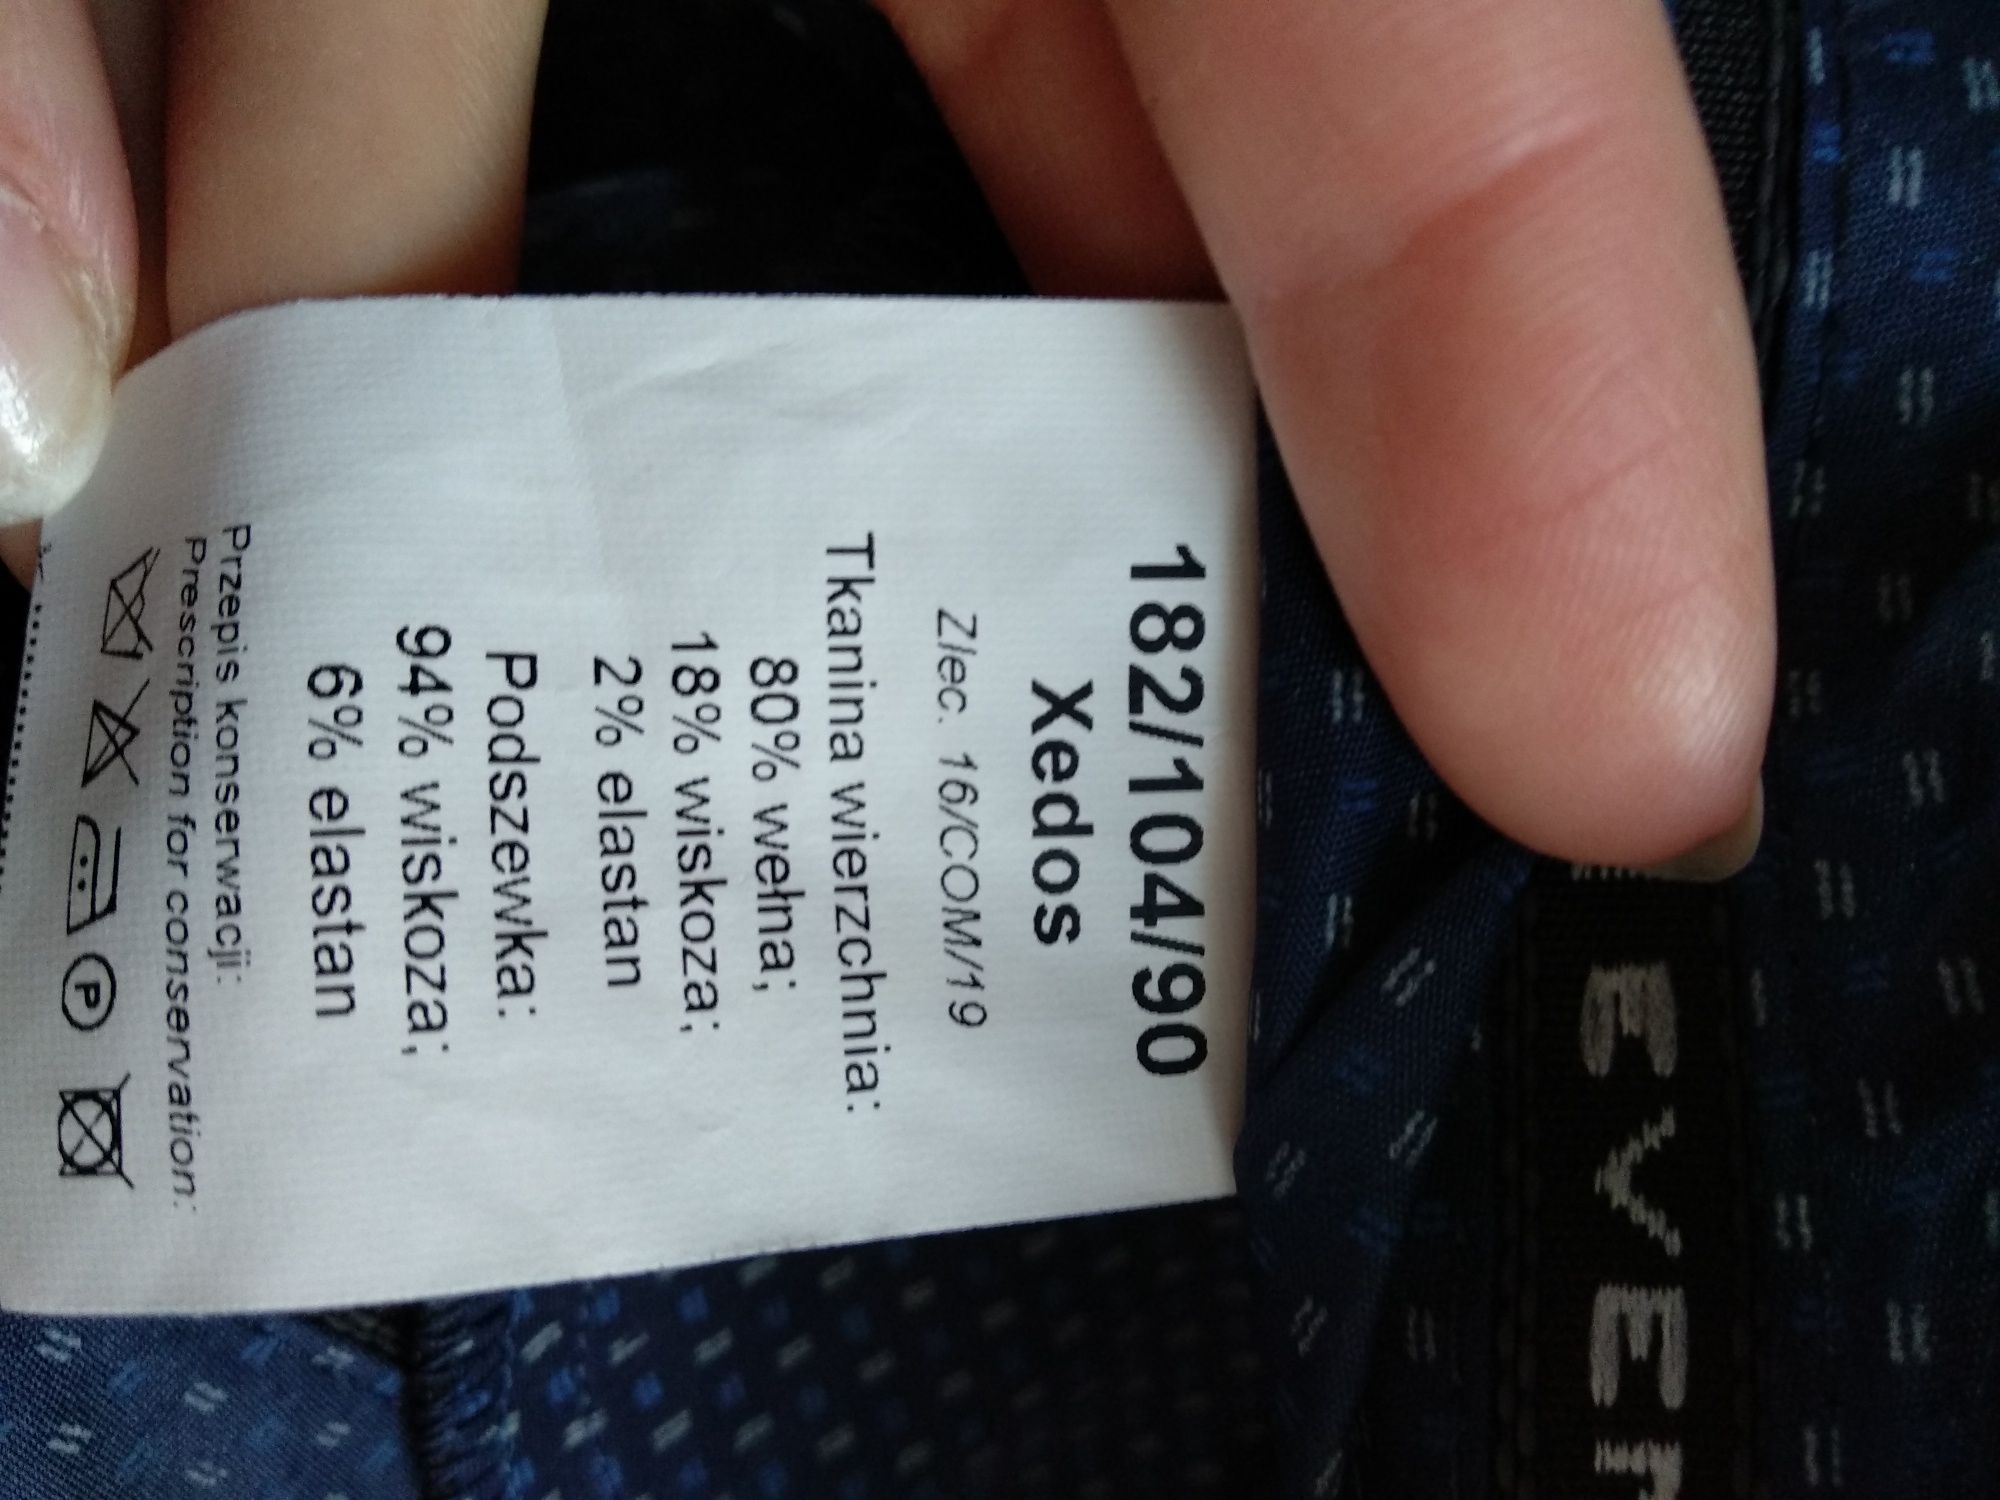 182/104/90
Xedos
Zlec. 16/COM/19
Tkanina wierzchnia:
80% wełna;
18% wiskoza;
2% elastan
Podszewka:
94% wiskoza;
6% elastan
Przepis konserwacji:
Prescription for conservation:
P